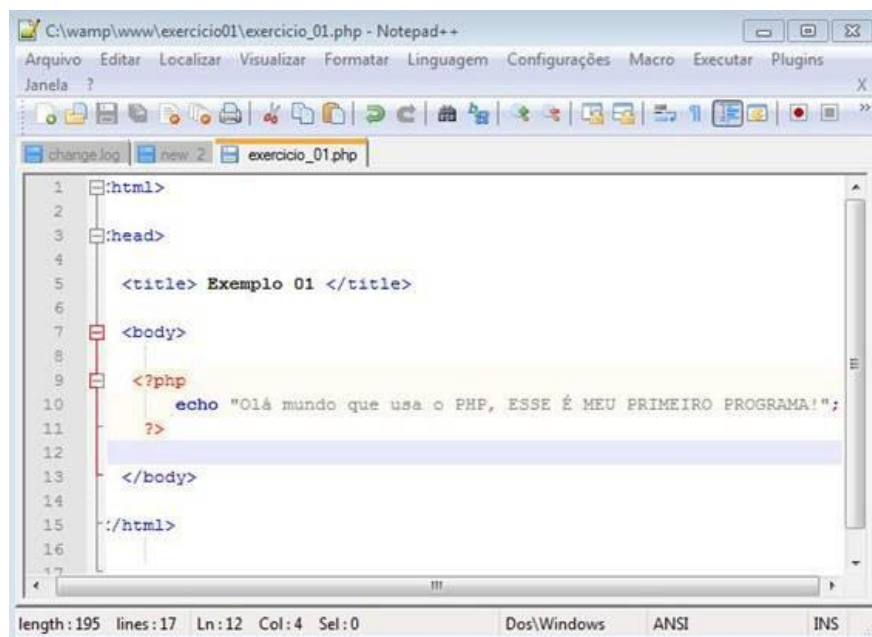 C:\wamp\www\exercicio01\exercicio_01.php - Notepad++
Arquivo Editar Localizar Visualizar Formatar Linguagem Configurações Macro Executar Plugins
Janela ? X
change.log new 2 exercicio_01.php
1 :html>
2
3 :head>
4
5 <title> Exemplo 01 </title>
6
7 <body>
8
9 <?php
10 echo "Olá mundo que usa o PHP, ESSE É MEU PRIMEIRO PROGRAMA!";
11 ?>
12
13 </body>
14
15 :/html>
16
17
length : 195 lines : 17 Ln : 12 Col : 4 Sel : 0 Dos\Windows ANSI INS